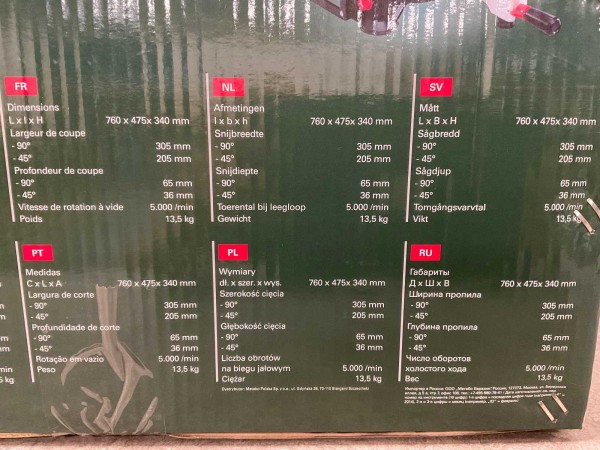 FR
Dimensions
L x l x H 760 x 475x 340 mm
Largeur de coupe
- 90° 305 mm
- 45° 205 mm
Profondeur de coupe
- 90° 65 mm
- 45° 36 mm
Vitesse de rotation à vide 5.000 /min
Poids 13,5 kg
NL
Afmetingen
l x b x h 760 x 475x 340 mm
Snijbreedte
- 90° 305 mm
- 45° 205 mm
Snijdiepte
- 90° 65 mm
- 45° 36 mm
Toerental bij leegloop 5.000 /min
Gewicht 13,5 kg
SV
Mått
L x B x H 760 x 475x 340 mm
Sågbredd
- 90° 305 mm
- 45° 205 mm
Sågdjup
- 90° 65 mm
- 45° 36 mm
Tomgångsvarvtal 5.000 /min
Vikt 13,5 kg
PT
Medidas
C x L x A 760 x 475x 340 mm
Largura de corte
- 90° 305 mm
- 45° 205 mm
Profundidade de corte
- 90° 65 mm
- 45° 36 mm
Rotação em vazio 5.000 /min
Peso 13,5 kg
PL
Wymiary
dł. x szer. x wys. 760 x 475x 340 mm
Szerokość cięcia
- 90° 305 mm
- 45° 205 mm
Głębokość cięcia
- 90° 65 mm
- 45° 36 mm
Liczba obrotów
na biegu jałowym 5.000 /min
Ciężar 13,5 kg
RU
Габариты
Д x Ш x В 760 x 475x 340 mm
Ширина пропила
- 90° 305 mm
- 45° 205 mm
Глубина пропила
- 90° 65 mm
- 45° 36 mm
Число оборотов
холостого хода 5.000 /min
Вес 13,5 kg